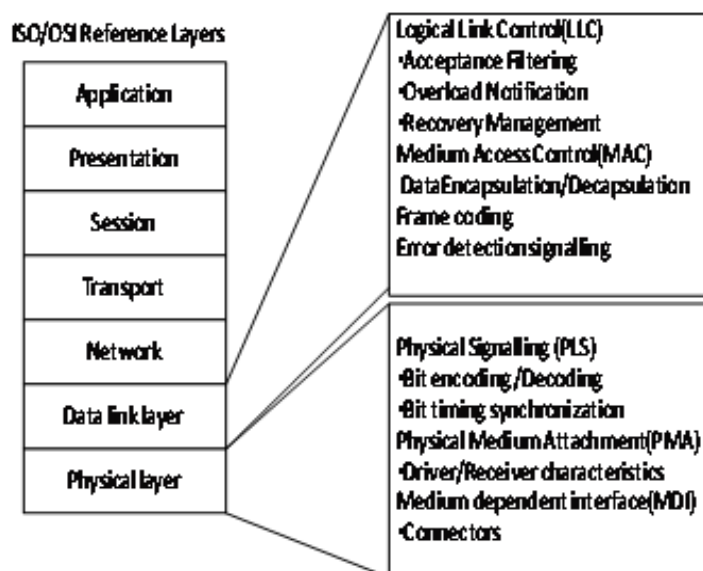 ISO/OSI Reference Layers
Application
Presentation
Session
Transport
Network
Data link layer
Physical layer
Logical Link Control(LLC)
•Acceptance Filtering
•Overload Notification
•Recovery Management
Medium Access Control(MAC)
DataEncapsulation/Decapsulation
Frame coding
Error detectionsignalling
Physical Signalling (PLS)
•Bit encoding/Decoding
•Bit timing synchronization
Physical Medium Attachment(PMA)
•Driver/Receiver characteristics
Medium dependent interface(MDI)
•Connectors